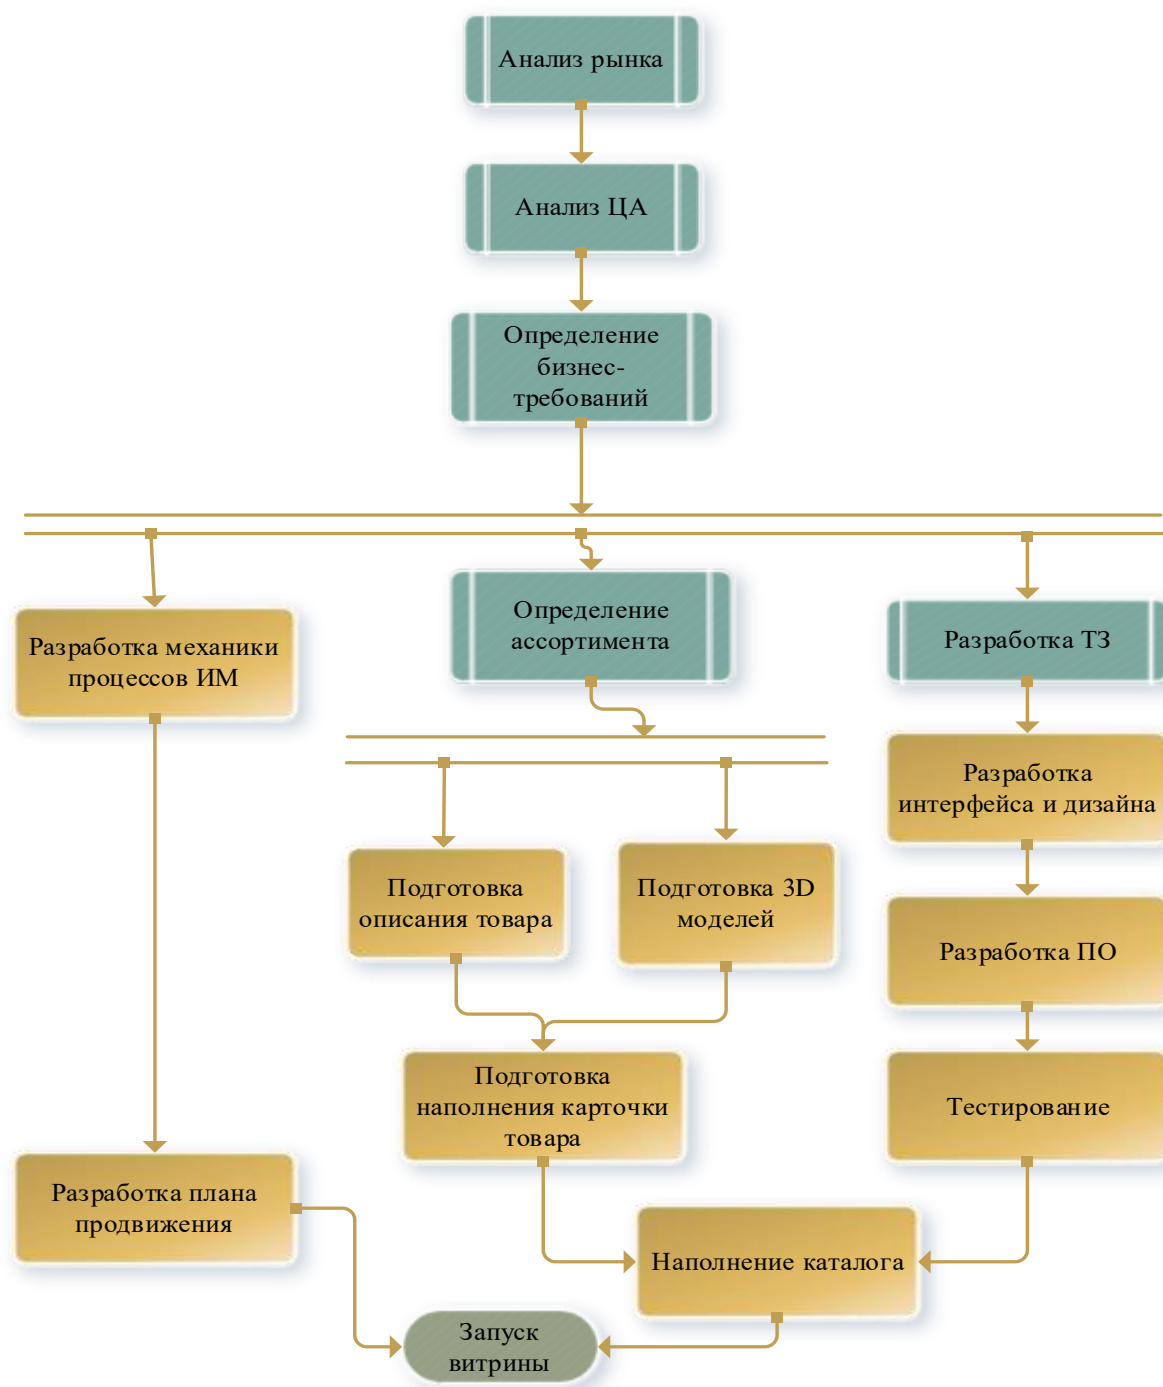 Анализ рынка
Анализ ЦА
Определение
бизнес-
требований
Разработка механики
процессов ИМ
Определение
ассортимента
Разработка ТЗ
Разработка
интерфейса и дизайна
Подготовка
описания товара
Подготовка 3D
моделей
Разработка ПО
Подготовка
наполнения карточки
товара
Тестирование
Разработка плана
продвижения
Наполнение каталога
Запуск
витрины